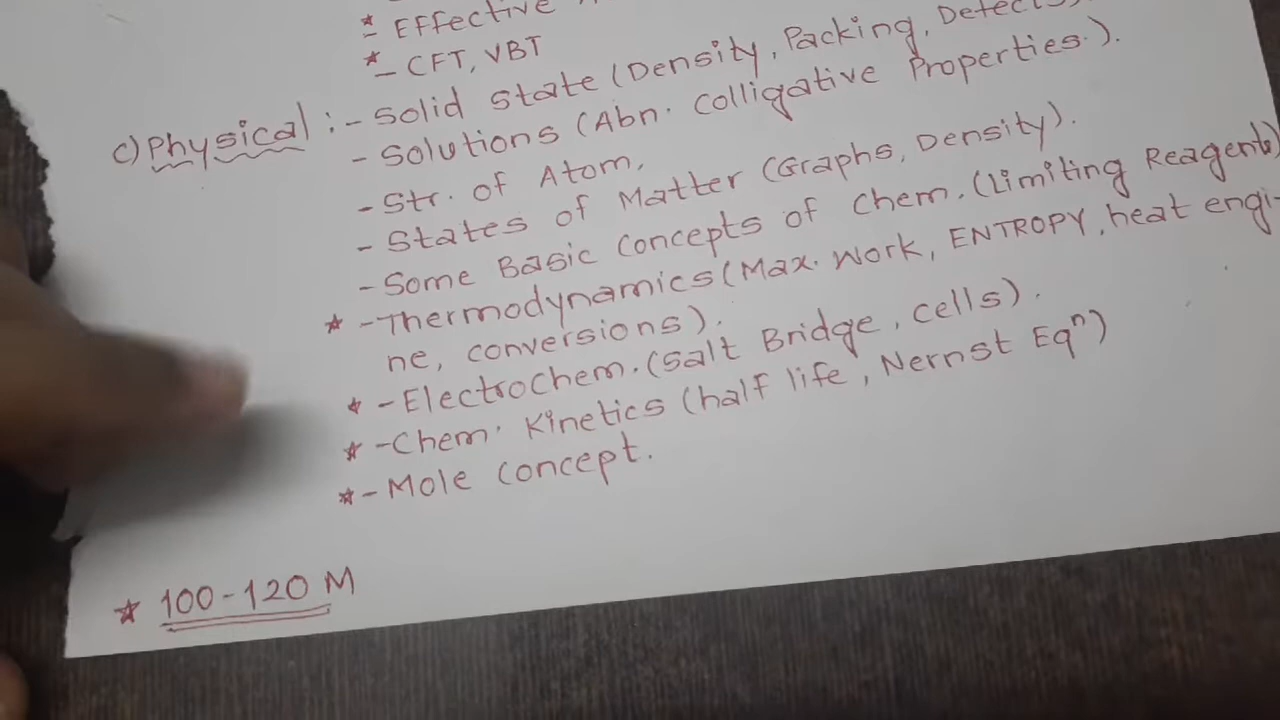 * - Effective
* - CFT, VBT
c) Physical :- Solid State (Density, Packing, Defects
- Solutions (Abn. Colligative Properties.).
- Str. of Atom.
- States of Matter (Graphs, Density).
- Some Basic Concepts of Chem. (Limiting Reagent)
* - Thermodynamics (Max. Work, ENTROPY, heat engi-
ne, conversions).
* - Electrochem. (Salt Bridge, cells).
* - Chem. Kinetics (half life, Nernst Eqⁿ)
* - Mole Concept.
* 100-120 M